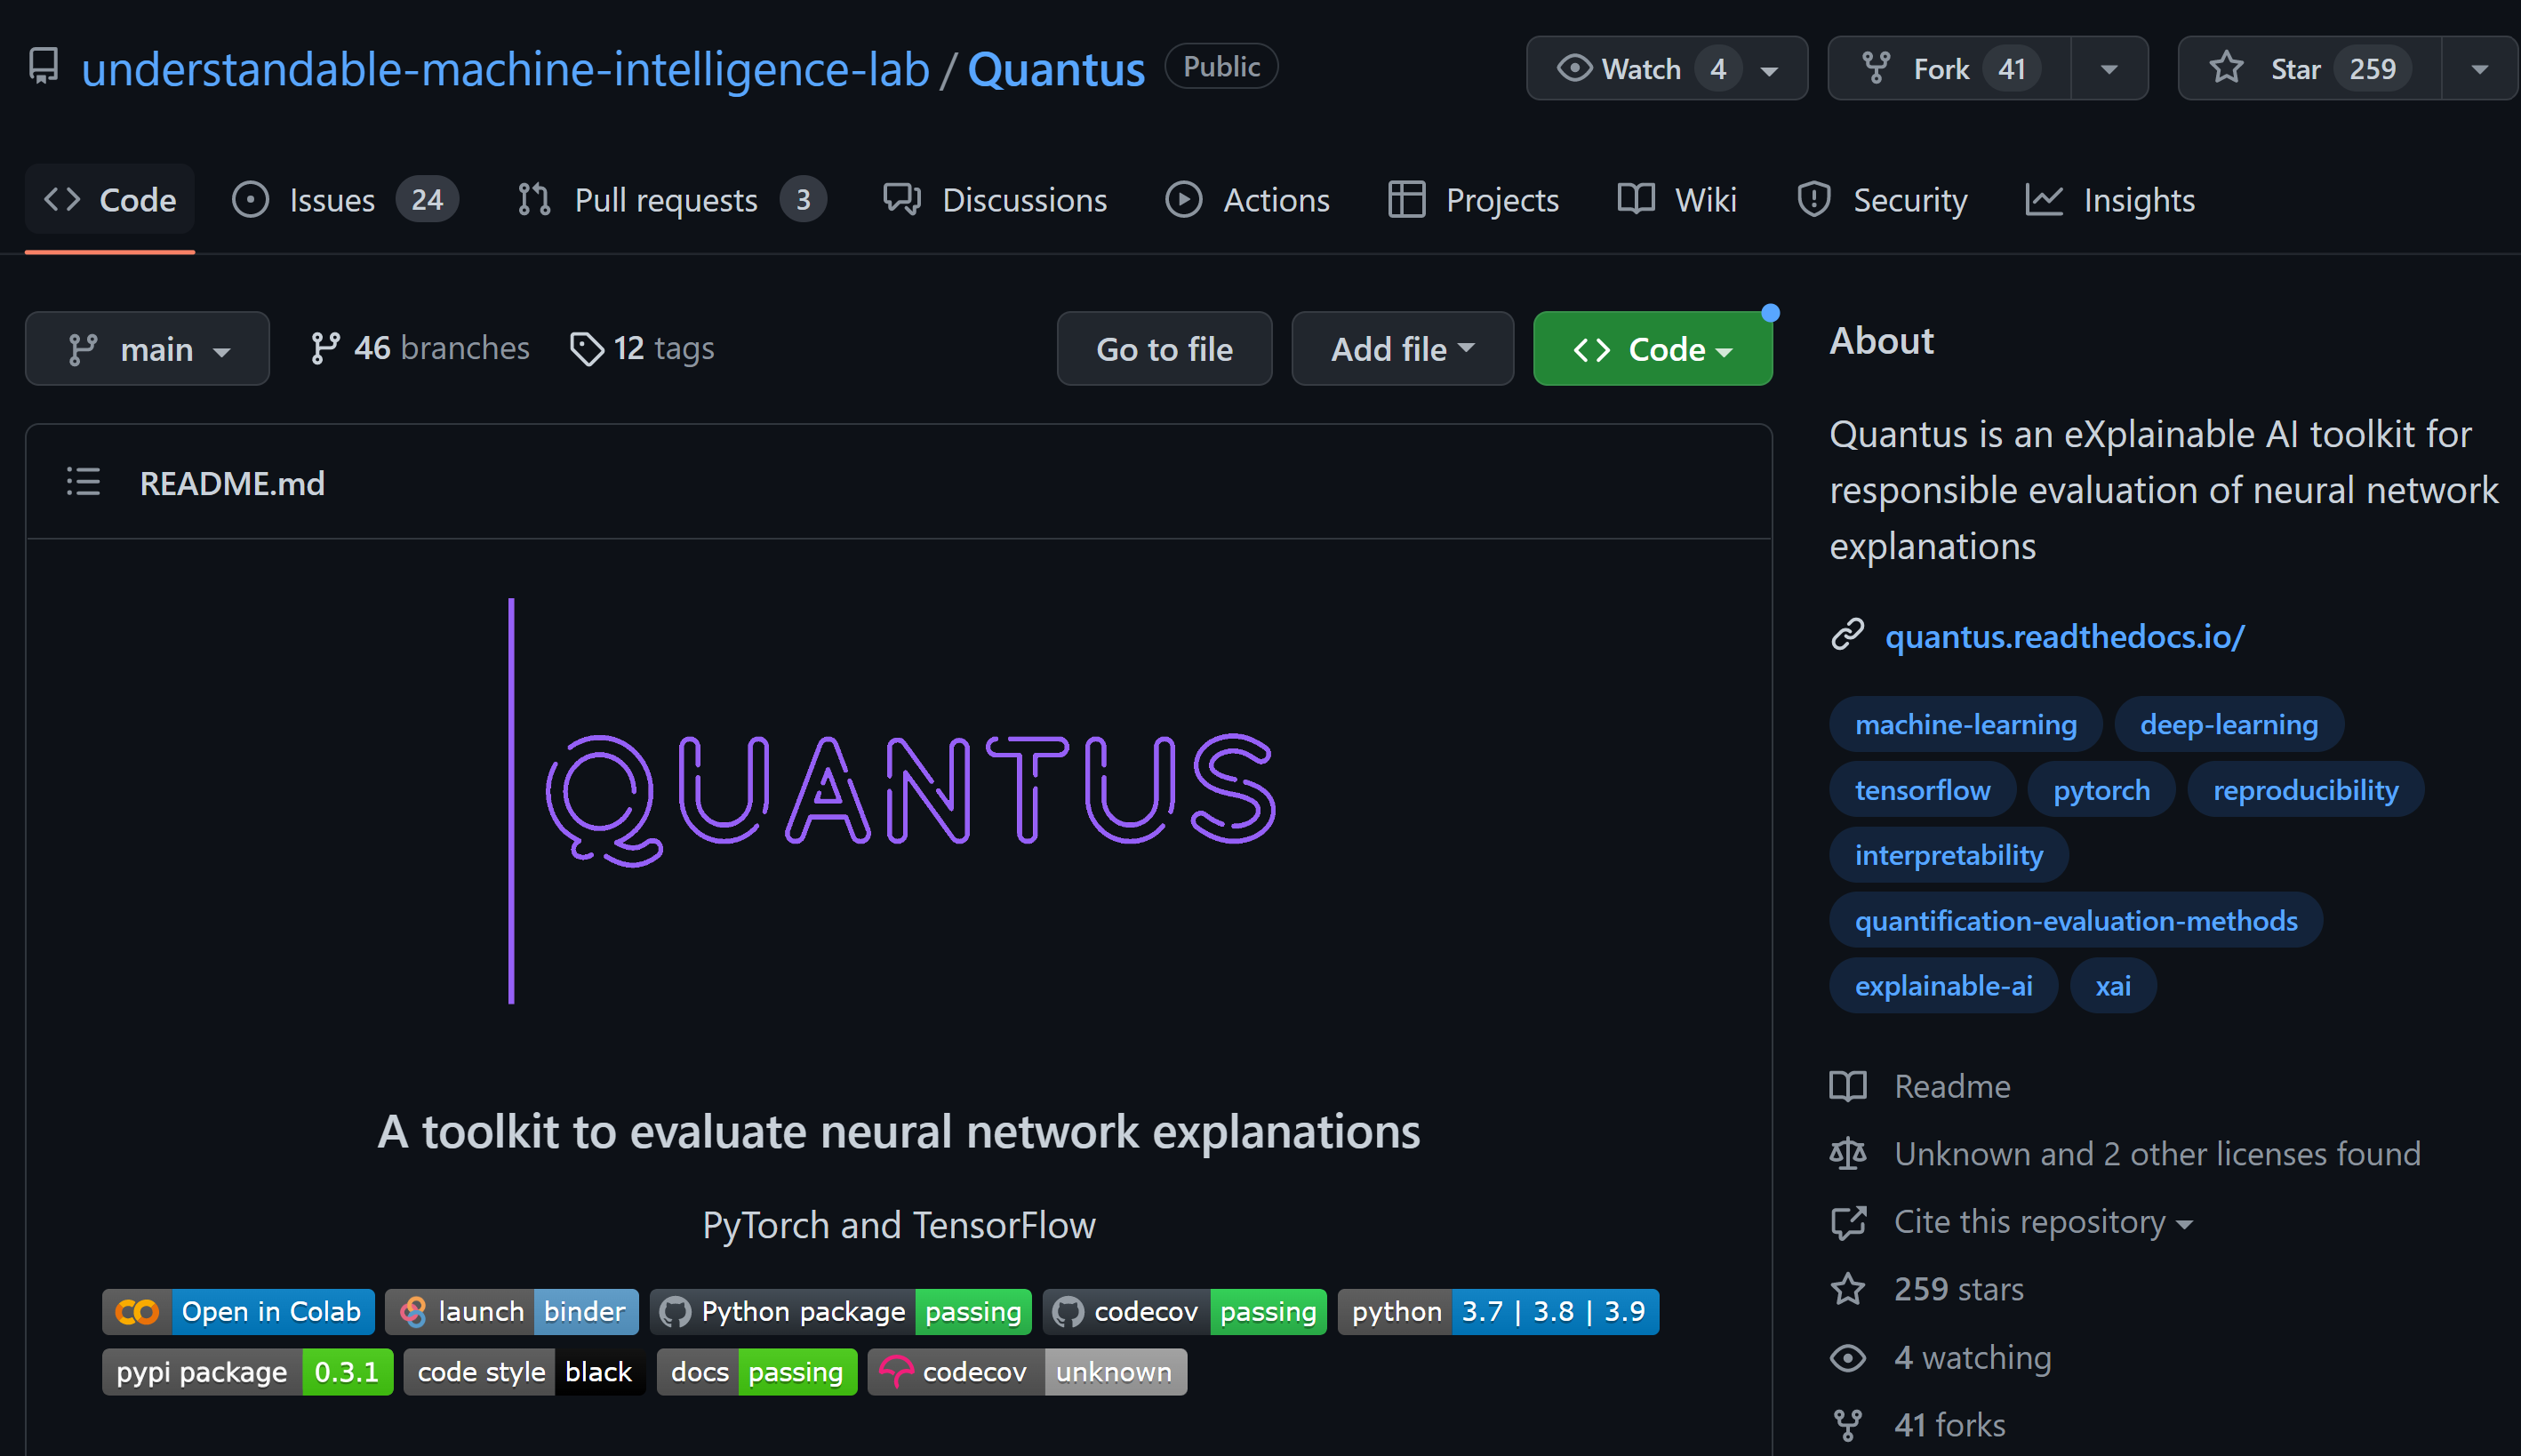 understandable-machine-intelligence-lab / Quantus Public Watch 4 Fork 41 Star 259
Code Issues 24 Pull requests 3 Discussions Actions Projects Wiki Security Insights
main 46 branches 12 tags Go to file Add file Code
README.md
QUANTUS
A toolkit to evaluate neural network explanations
PyTorch and TensorFlow
Open in Colab launch binder Python package passing codecov passing python 3.7 | 3.8 | 3.9
pypi package 0.3.1 code style black docs passing codecov unknown
About
Quantus is an eXplainable AI toolkit for
responsible evaluation of neural network
explanations
quantus.readthedocs.io/
machine-learning deep-learning
tensorflow pytorch reproducibility
interpretability
quantification-evaluation-methods
explainable-ai xai
Readme
Unknown and 2 other licenses found
Cite this repository
259 stars
4 watching
41 forks